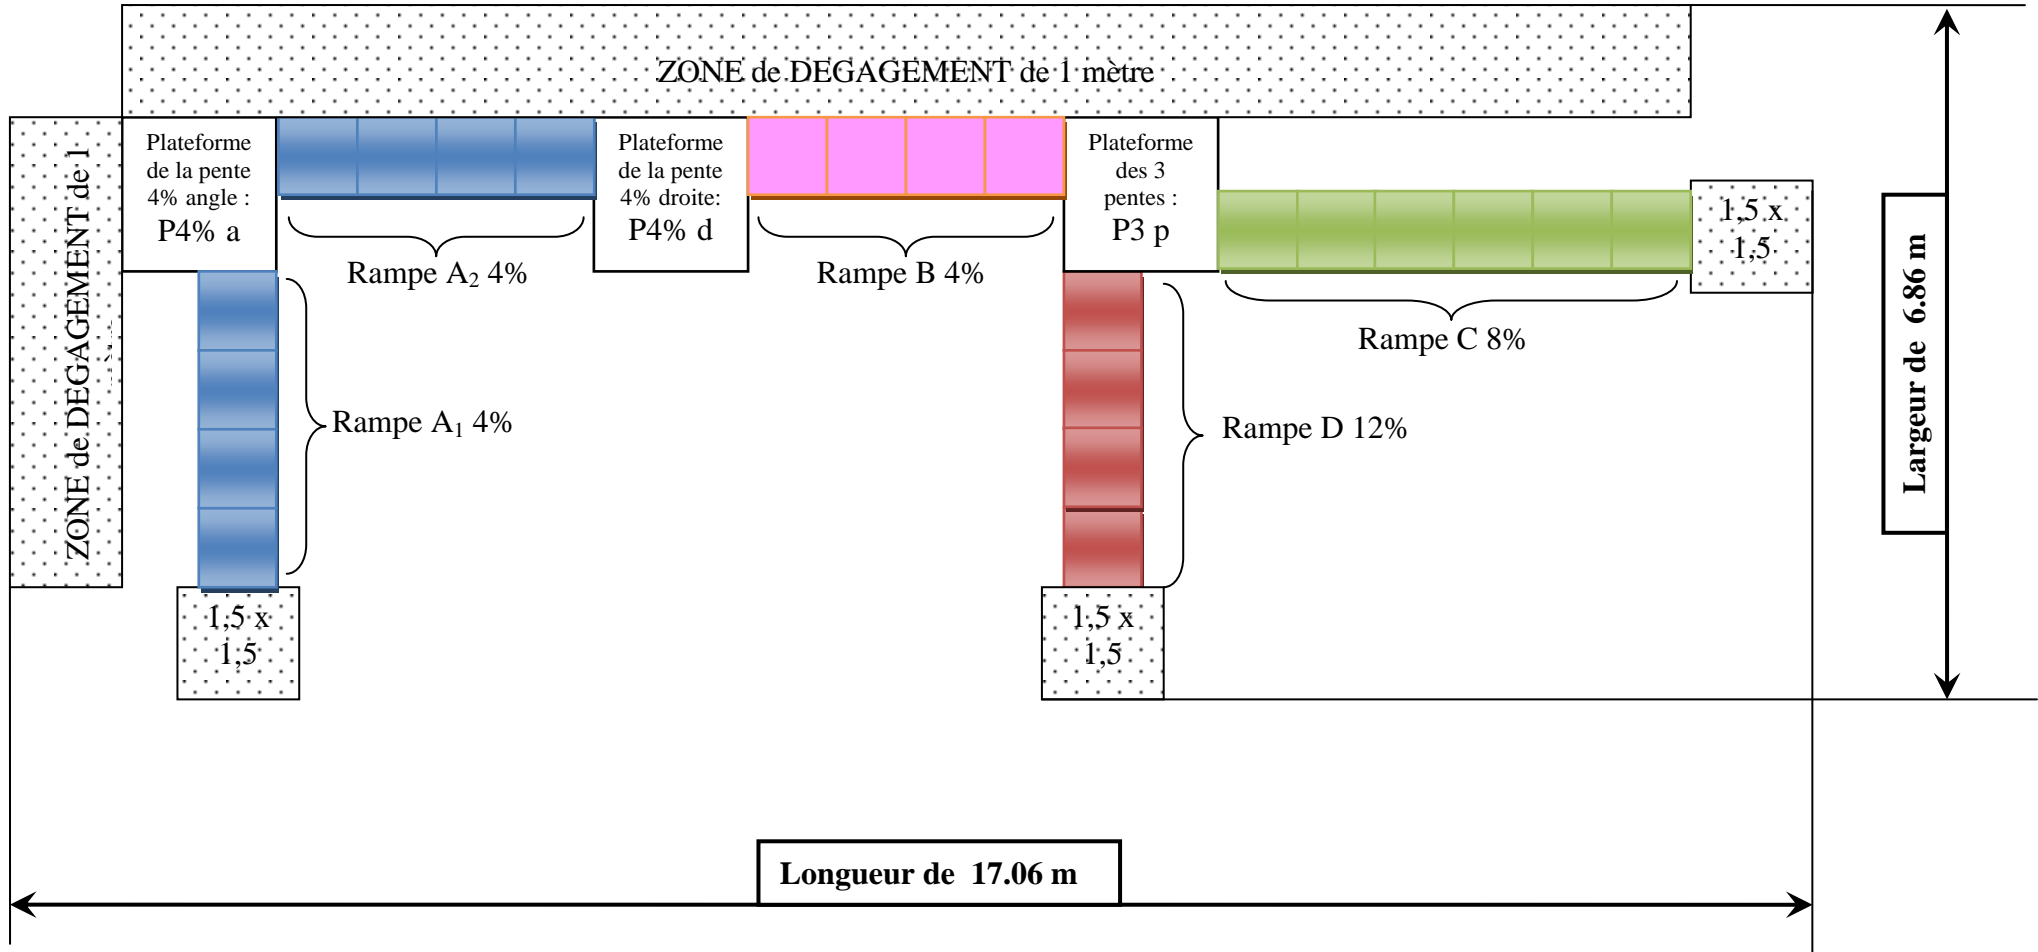 ZONE de DEGAGEMENT de 1 mètre
ZONE de DEGAGEMENT de 1
Plateforme
de la pente
4% angle :
P4% a
Plateforme
de la pente
4% droite:
P4% d
Plateforme
des 3
pentes :
P3 p
1,5 x
1,5
Rampe A₂ 4%
Rampe B 4%
Rampe C 8%
Rampe A₁ 4%
Rampe D 12%
Largeur de 6.86 m
1,5 x
1,5
1,5 x
1,5
Longueur de 17.06 m